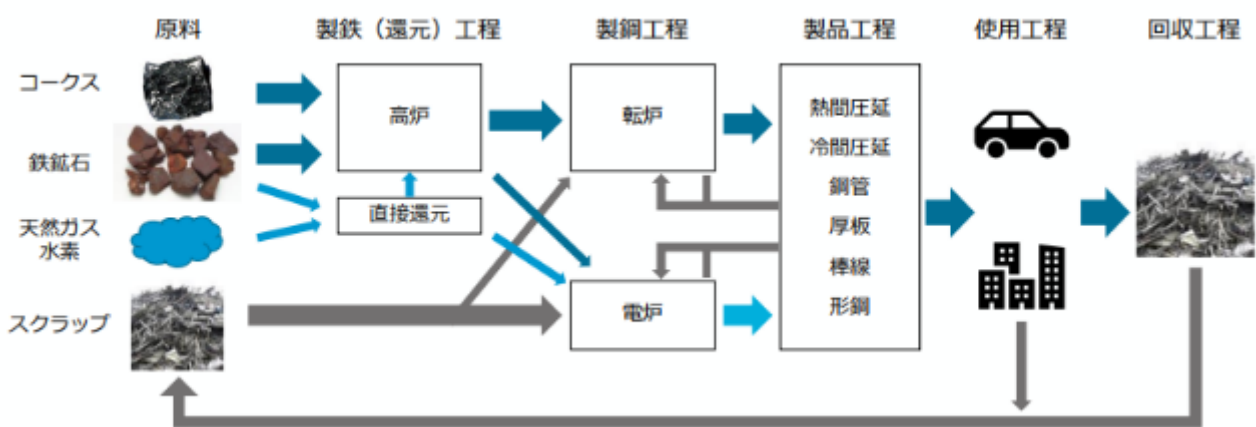 原料
製鉄（還元）工程
製鋼工程
製品工程
使用工程
回収工程
コークス
鉄鉱石
天然ガス
水素
スクラップ
高炉
直接還元
転炉
電炉
熱間圧延
冷間圧延
鋼管
厚板
棒線
形鋼